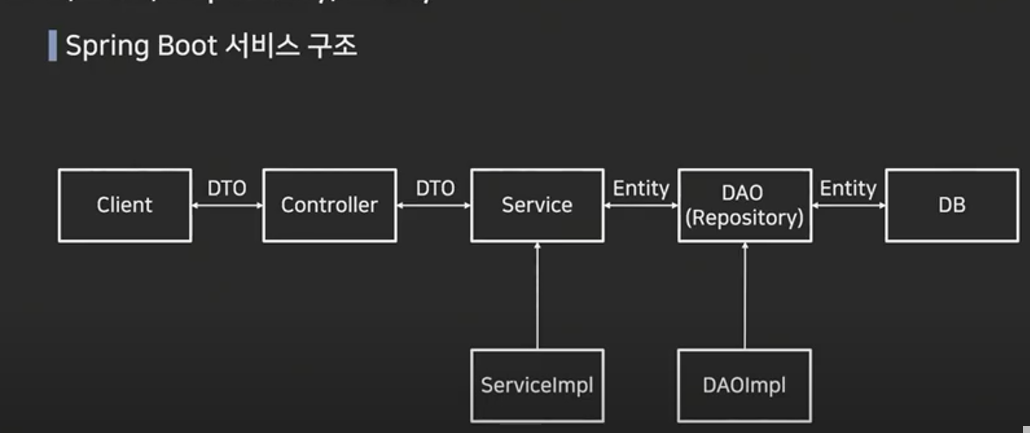 Spring Boot 서비스 구조
Client
DTO
Controller
DTO
Service
Entity
DAO
(Repository)
Entity
DB
ServiceImpl
DAOImpl